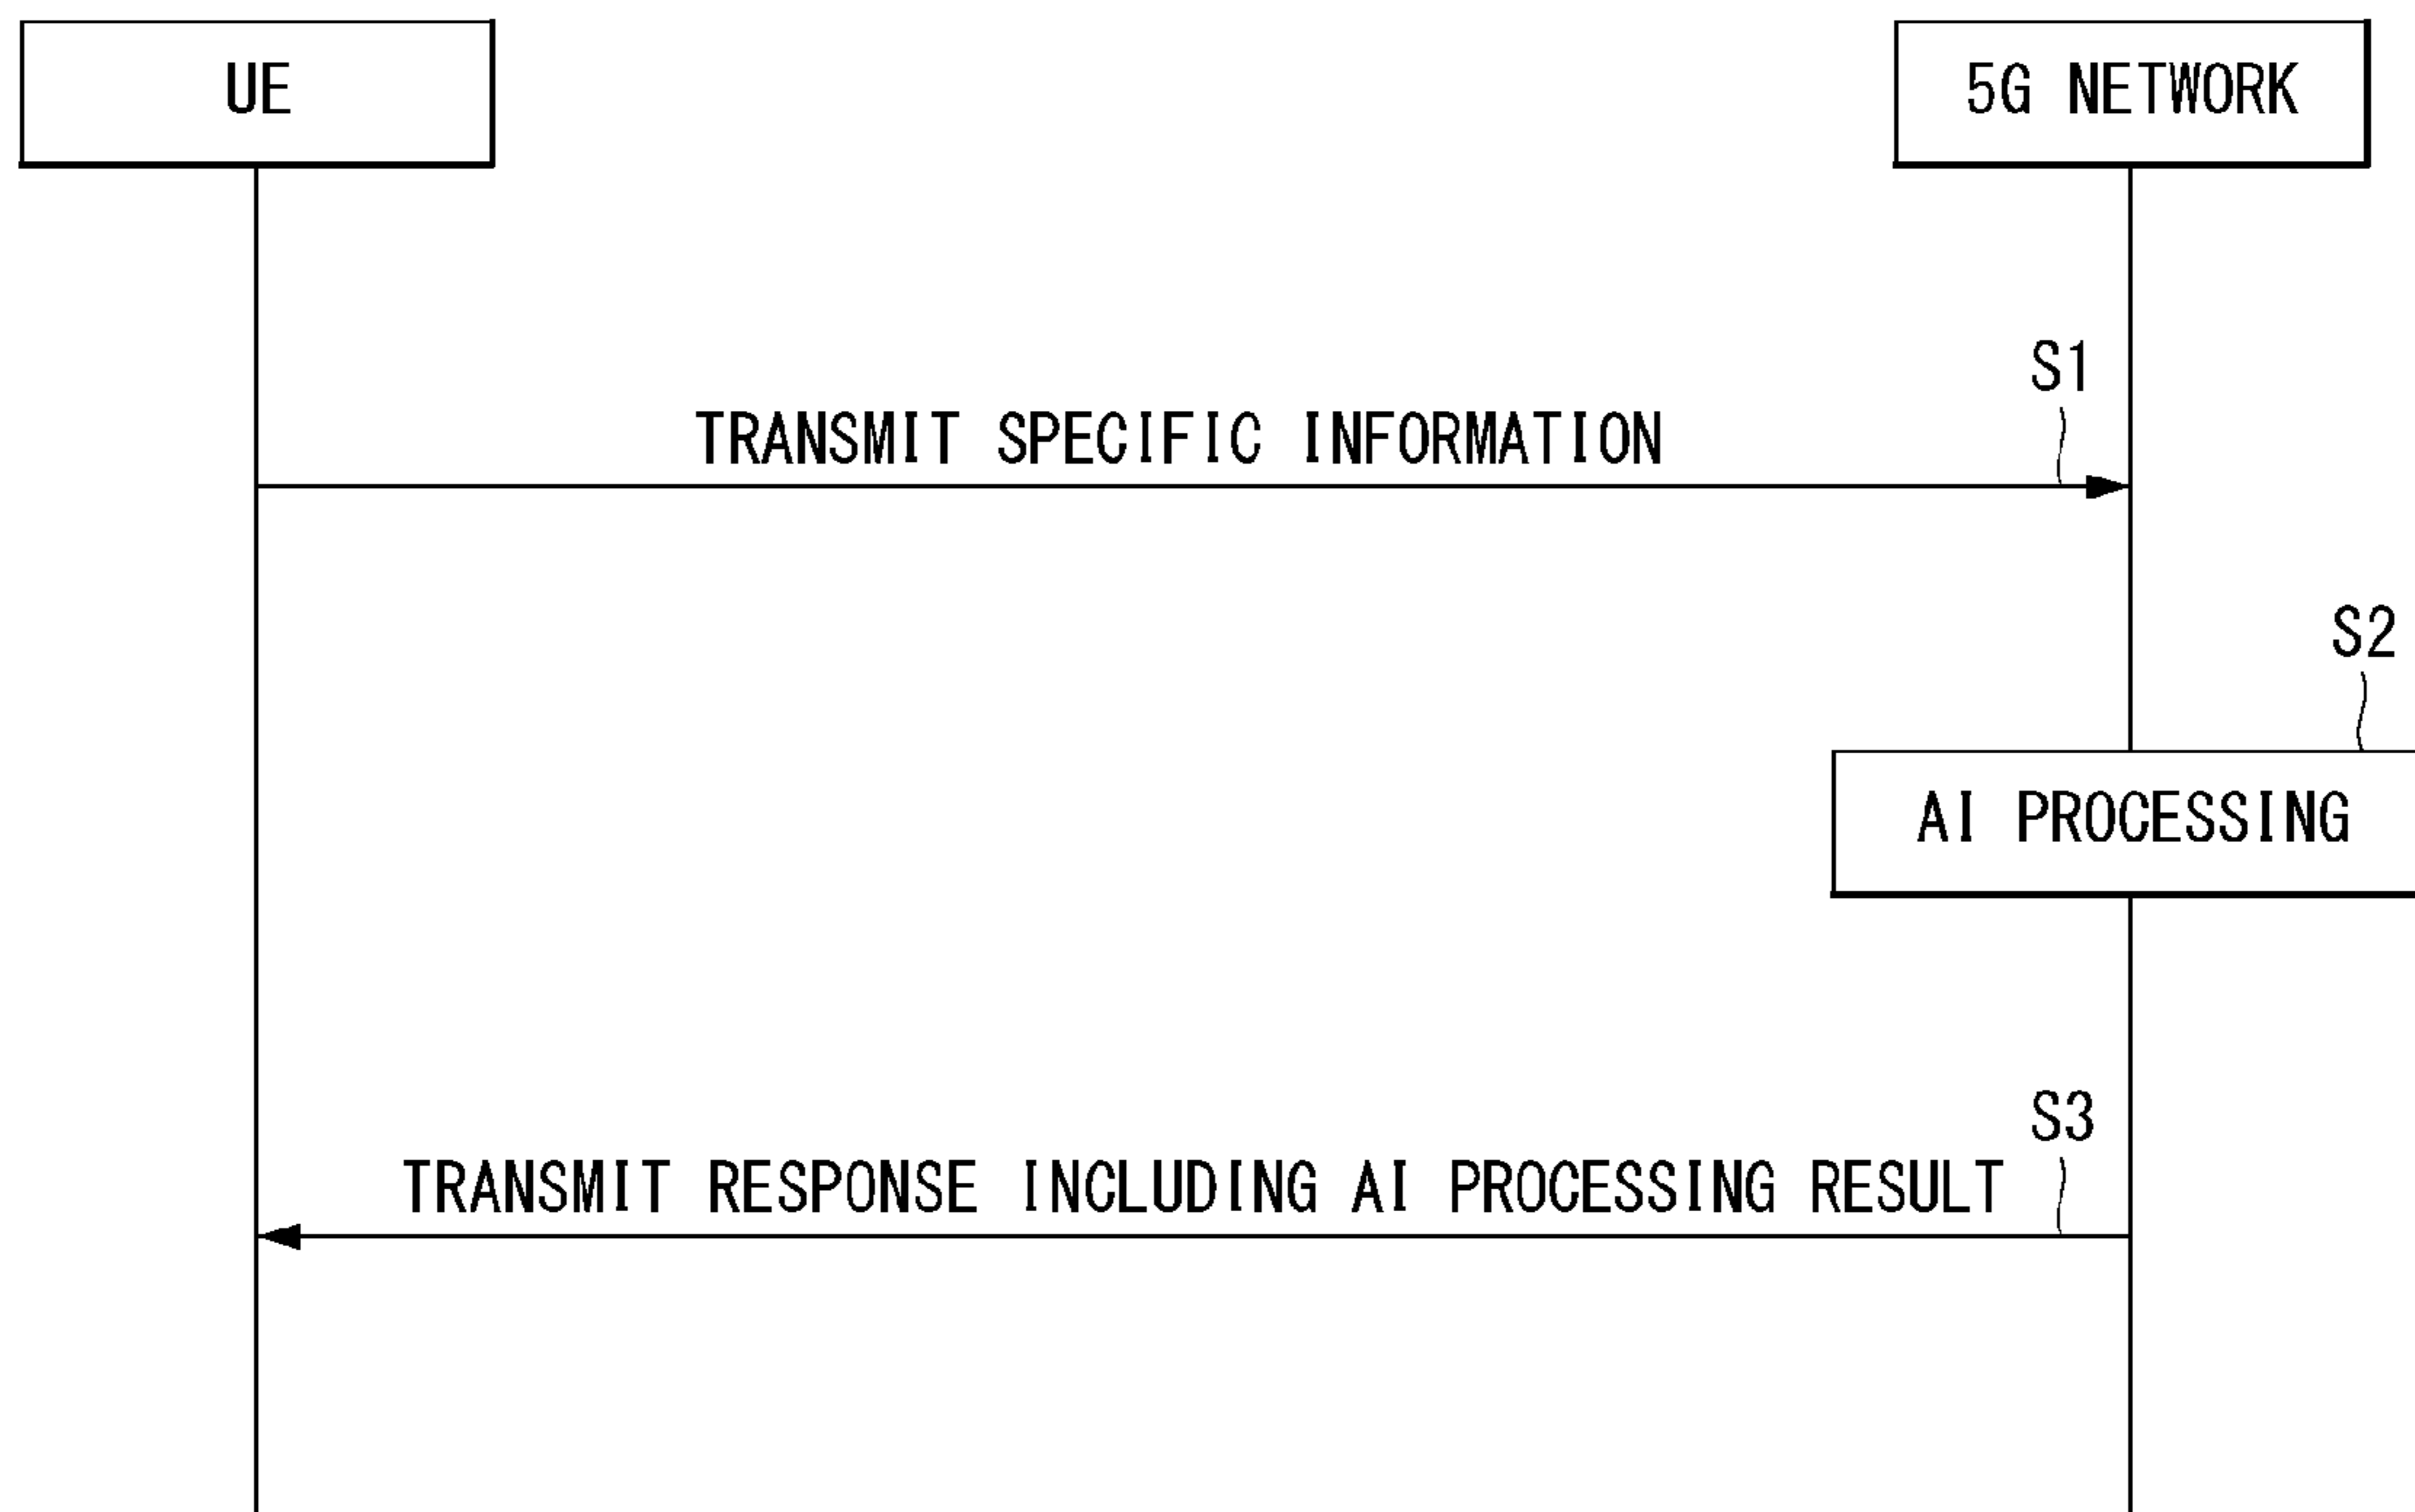 UE
5G NETWORK
S1
TRANSMIT SPECIFIC INFORMATION
S2
AI PROCESSING
S3
TRANSMIT RESPONSE INCLUDING AI PROCESSING RESULT